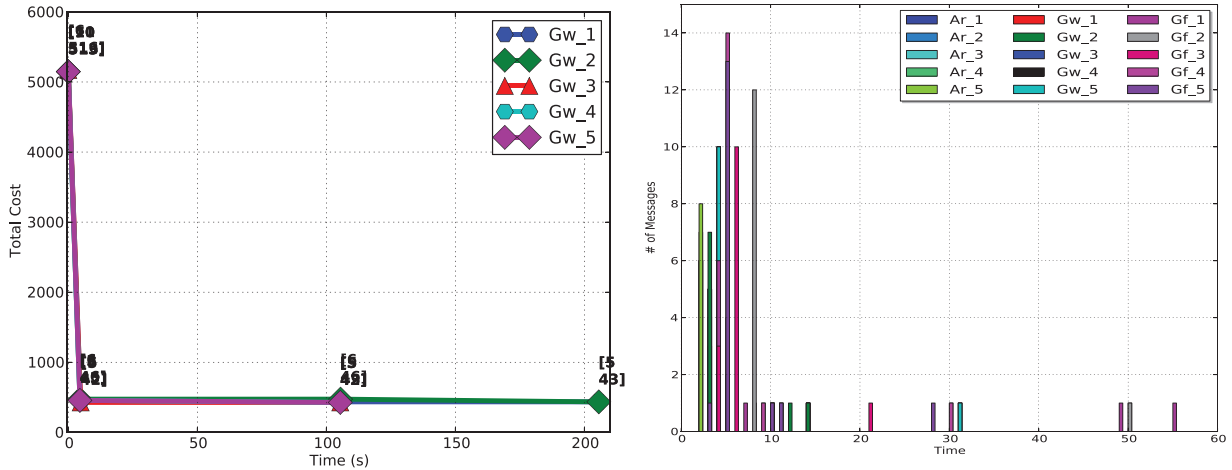 6000
5000
4000
3000
2000
1000
0
Total Cost
0
50
100
150
200
Time (s)
Gw_1
Gw_2
Gw_3
Gw_4
Gw_5
[5
43]
14
12
10
8
6
4
2
0
# of Messages
0
10
20
30
40
50
60
Time
Ar_1
Ar_2
Ar_3
Ar_4
Ar_5
Gw_1
Gw_2
Gw_3
Gw_4
Gw_5
Gf_1
Gf_2
Gf_3
Gf_4
Gf_5